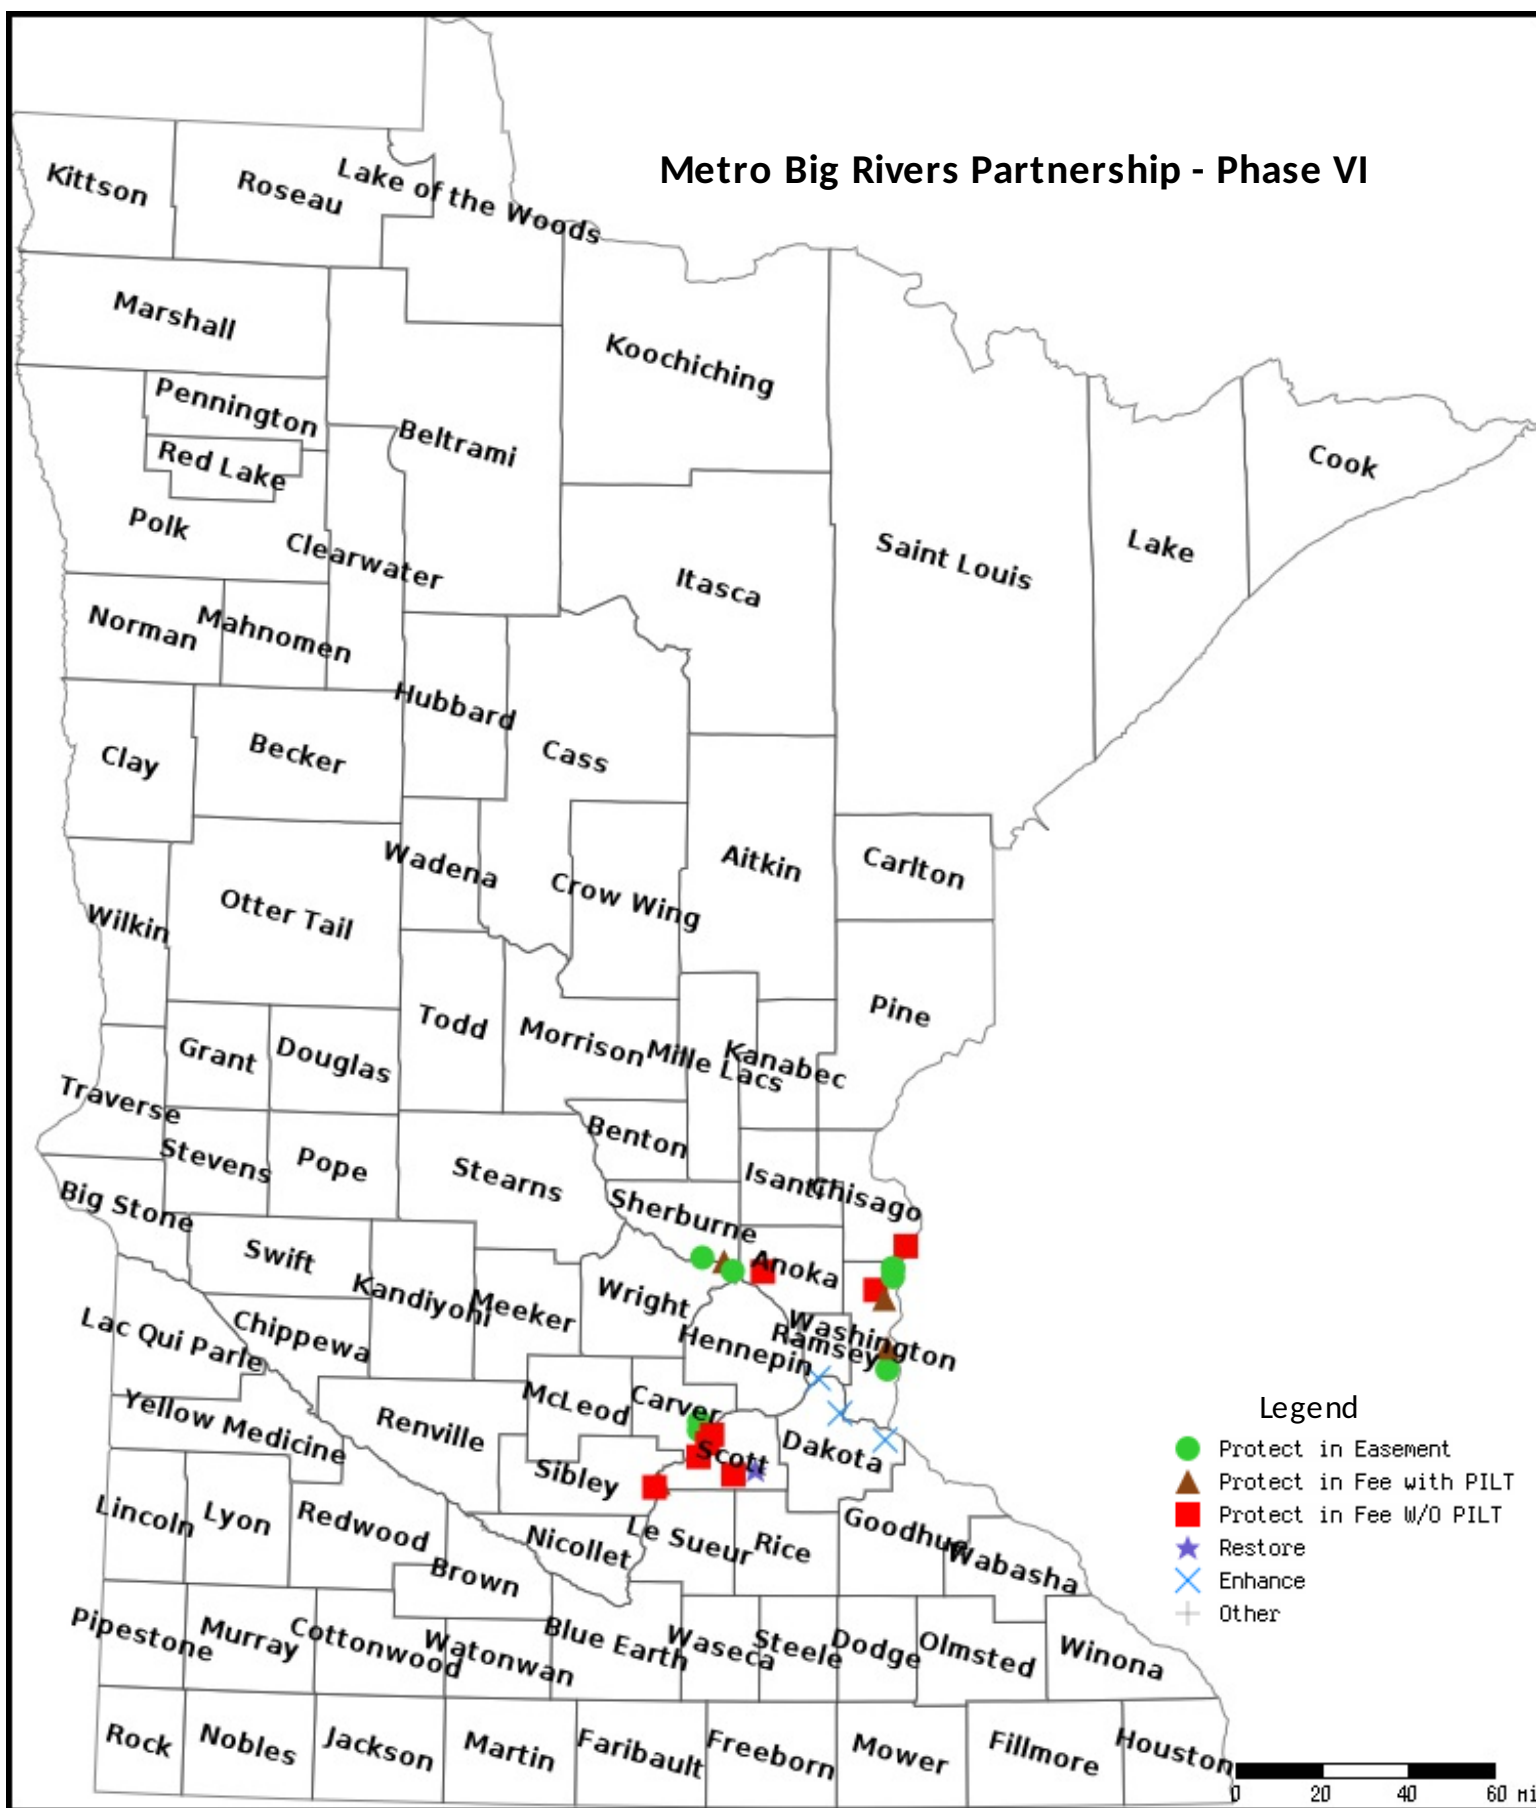 Metro Big Rivers Partnership - Phase VI
Kittson
Roseau
Lake of the Woods
Marshall
Koochiching
Pennington
Beltrami
Red Lake
Cook
Polk
Clearwater
Saint Louis
Lake
Itasca
Norman
Mahnomen
Hubbard
Cass
Clay
Becker
Wadena
Aitkin
Carlton
Crow Wing
Wilkin
Otter Tail
Pine
Todd
Morrison
Mille Lacs
Kanabec
Grant
Douglas
Traverse
Benton
Stevens
Pope
Stearns
Isanti
Chisago
Big Stone
Sherburne
Swift
Anoka
Kandiyohi
Meeker
Wright
Lac Qui Parle
Chippewa
Hennepin
Ramsey
Washington
McLeod
Carver
Yellow Medicine
Renville
Scott
Dakota
Sibley
Lincoln
Lyon
Redwood
Nicollet
Le Sueur
Rice
Goodhue
Wabasha
Brown
Pipestone
Murray
Cottonwood
Watonwan
Blue Earth
Waseca
Steele
Dodge
Olmsted
Winona
Rock
Nobles
Jackson
Martin
Faribault
Freeborn
Mower
Fillmore
Houston
Legend
Protect in Easement
Protect in Fee with PILT
Protect in Fee W/O PILT
Restore
Enhance
Other
0 20 40 60 mi